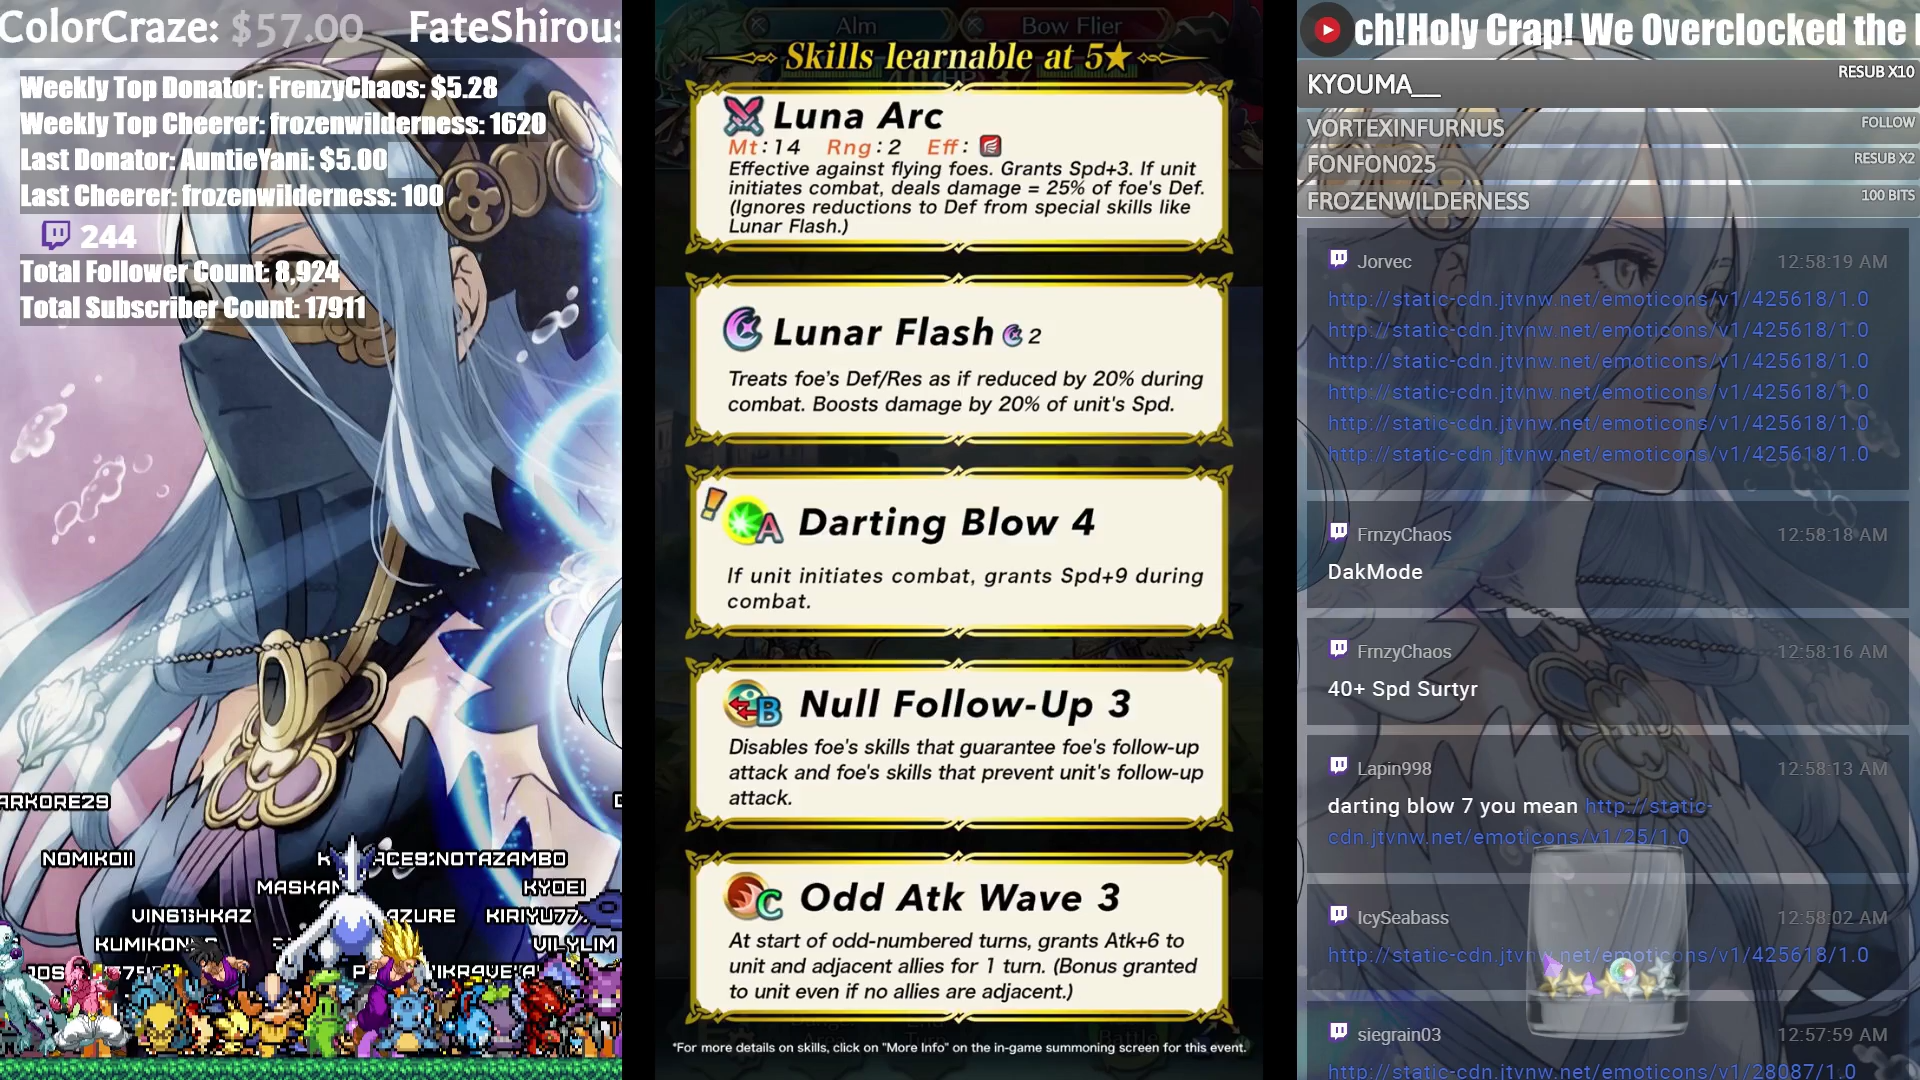 ColorCraze: $57.00 — FateShirou:
Weekly Top Donator: FrenzyChaos: $5.28
Weekly Top Cheerer: frozenwilderness: 1620
Last Donator: AuntieYani: $5.00
Last Cheerer: frozenwilderness: 100
244
Total Follower Count: 8,924
Total Subscriber Count: 17911
ARKORE29
NOMIKOII
NOTAZAMBO
MASKAN
KYOEI
AZURE
VILYLIM
Alm
Bow Flier
Skills learnable at 5★
Luna Arc
Mt:14 Rng:2 Eff:
Effective against flying foes. Grants Spd+3. If unit
initiates combat, deals damage = 25% of foe's Def.
(Ignores reductions to Def from special skills like
Lunar Flash.)
Lunar Flash 2
Treats foe's Def/Res as if reduced by 20% during
combat. Boosts damage by 20% of unit's Spd.
A Darting Blow 4
If unit initiates combat, grants Spd+9 during
combat.
B Null Follow-Up 3
Disables foe's skills that guarantee foe's follow-up
attack and foe's skills that prevent unit's follow-up
attack.
C Odd Atk Wave 3
At start of odd-numbered turns, grants Atk+6 to
unit and adjacent allies for 1 turn. (Bonus granted
to unit even if no allies are adjacent.)
*For more details on skills, click on "More Info" on the in-game summoning screen for this event.
ch!Holy Crap! We Overclocked the
KYOUMA__ RESUB X10
VORTEXINFURNUS FOLLOW
FONFON025 RESUB X2
FROZENWILDERNESS 100 BITS
Jorvec 12:58:19 AM
http://static-cdn.jtvnw.net/emoticons/v1/425618/1.0
http://static-cdn.jtvnw.net/emoticons/v1/425618/1.0
http://static-cdn.jtvnw.net/emoticons/v1/425618/1.0
http://static-cdn.jtvnw.net/emoticons/v1/425618/1.0
http://static-cdn.jtvnw.net/emoticons/v1/425618/1.0
http://static-cdn.jtvnw.net/emoticons/v1/425618/1.0
FrnzyChaos 12:58:18 AM
DakMode
FrnzyChaos 12:58:16 AM
40+ Spd Surtyr
Lapin998 12:58:13 AM
darting blow 7 you mean http://static-
cdn.jtvnw.net/emoticons/v1/25/1.0
IcySeabass 12:58:02 AM
http://static-cdn.jtvnw.net/emoticons/v1/425618/1.0
siegrain03 12:57:59 AM
http://static-cdn.jtvnw.net/emoticons/v1/28087/1.0